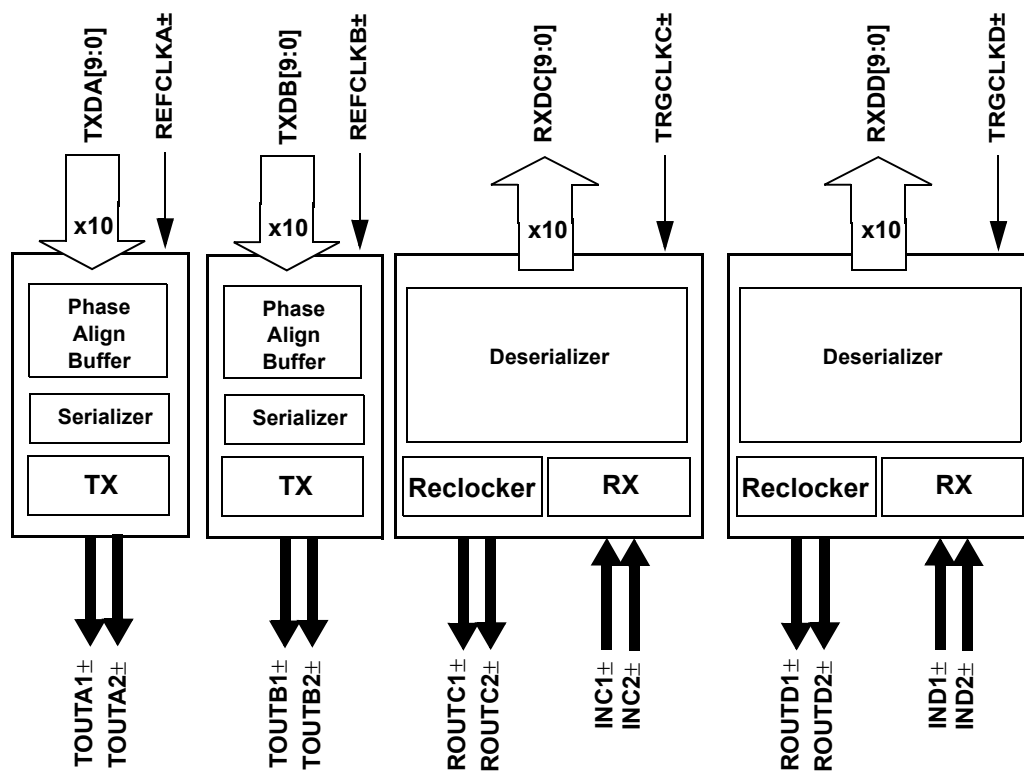 TXDA[9:0]
REFCLKA±
TXDB[9:0]
REFCLKB±
RXDC[9:0]
TRGCLKC±
RXDD[9:0]
TRGCLKD±
x10
x10
x10
x10
Phase
Align
Buffer
Serializer
TX
Phase
Align
Buffer
Serializer
TX
Deserializer
Reclocker
RX
Deserializer
Reclocker
RX
TOUTA1±
TOUTA2±
TOUTB1±
TOUTB2±
ROUTC1±
ROUTC2±
INC1±
INC2±
ROUTD1±
ROUTD2±
IND1±
IND2±